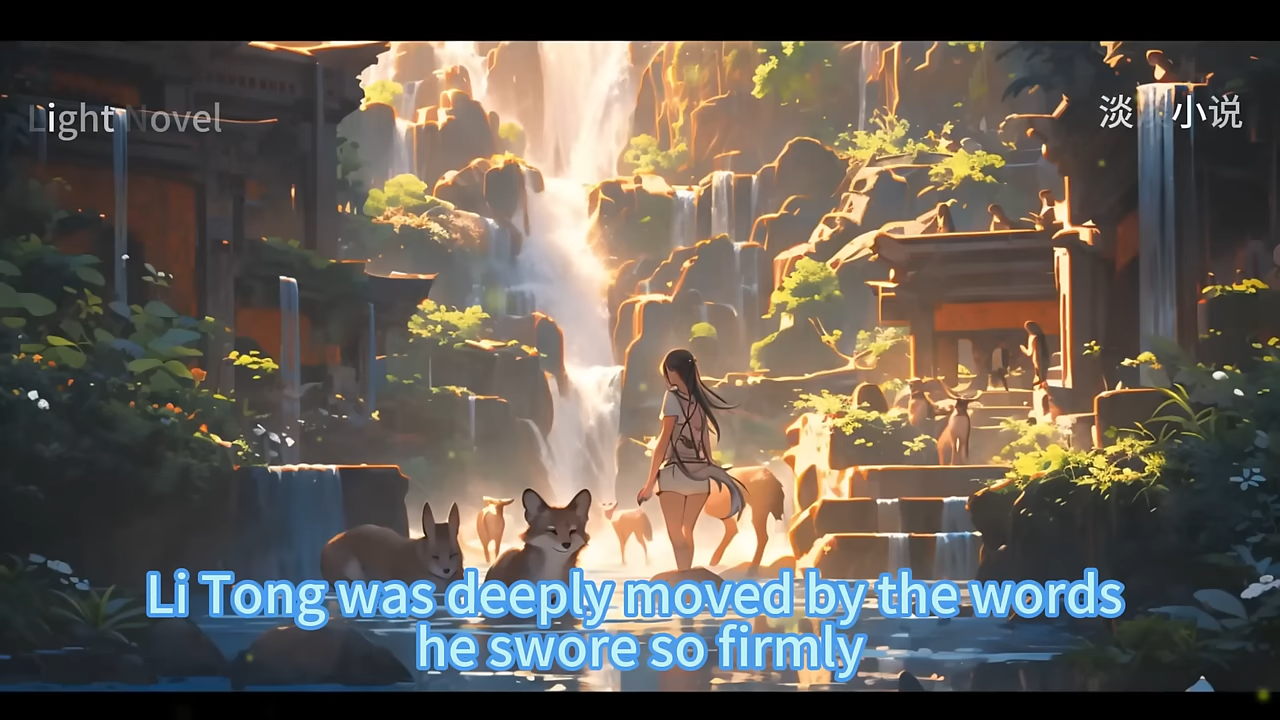 Light Novel
淡 小说
Li Tong was deeply moved by the words
he swore so firmly